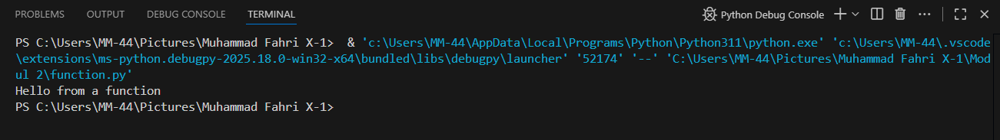 PROBLEMS OUTPUT DEBUG CONSOLE TERMINAL Python Debug Console
PS C:\Users\MM-44\Pictures\Muhammad Fahri X-1>  & 'c:\Users\MM-44\AppData\Local\Programs\Python\Python311\python.exe' 'c:\Users\MM-44\.vscode
\extensions\ms-python.debugpy-2025.18.0-win32-x64\bundled\libs\debugpy\launcher' '52174' '--' 'C:\Users\MM-44\Pictures\Muhammad Fahri X-1\Mod
ul 2\function.py'
Hello from a function
PS C:\Users\MM-44\Pictures\Muhammad Fahri X-1>